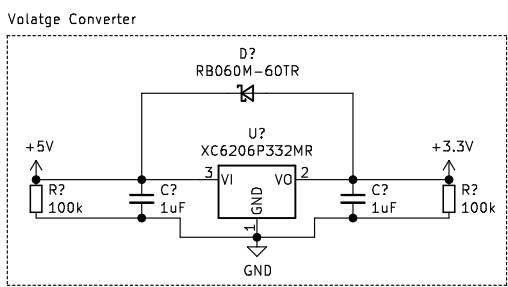 Volatge Converter
D?
RB060M-60TR
+5V
U?
XC6206P332MR
+3.3V
3 VI VO 2
R?
100k
C?
1uF
GND
1
C?
1uF
R?
100k
GND